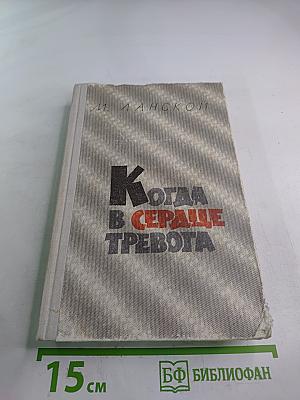 М. ЛАНСКОЙ
КОГДА
В СЕРДЦЕ
ТРЕВОГА
15 см
БФ БИБЛИОФАН